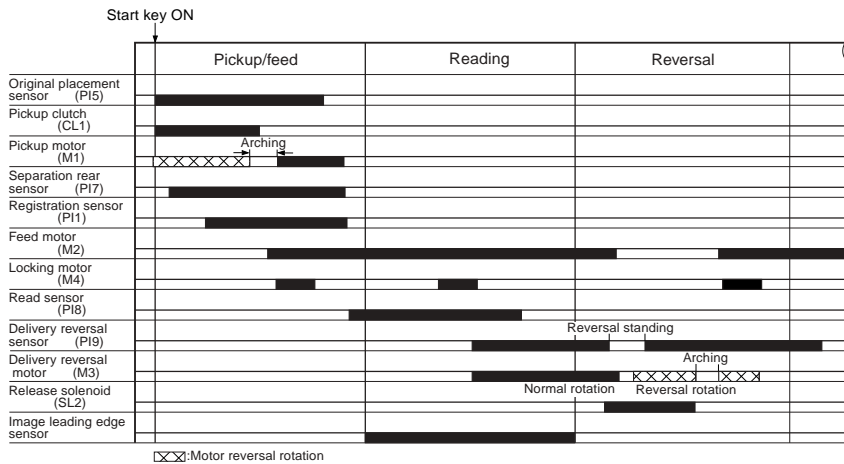 Start key ON
Pickup/feed
Reading
Reversal
Original placement
sensor (PI5)
Pickup clutch
(CL1)
Arching
Pickup motor
(M1)
Separation rear
sensor (PI7)
Registration sensor
(PI1)
Feed motor
(M2)
Locking motor
(M4)
Read sensor
(PI8)
Delivery reversal
sensor (PI9)
Reversal standing
Delivery reversal
motor (M3)
Arching
Normal rotation
Reversal rotation
Release solenoid
(SL2)
Image leading edge
sensor
:Motor reversal rotation